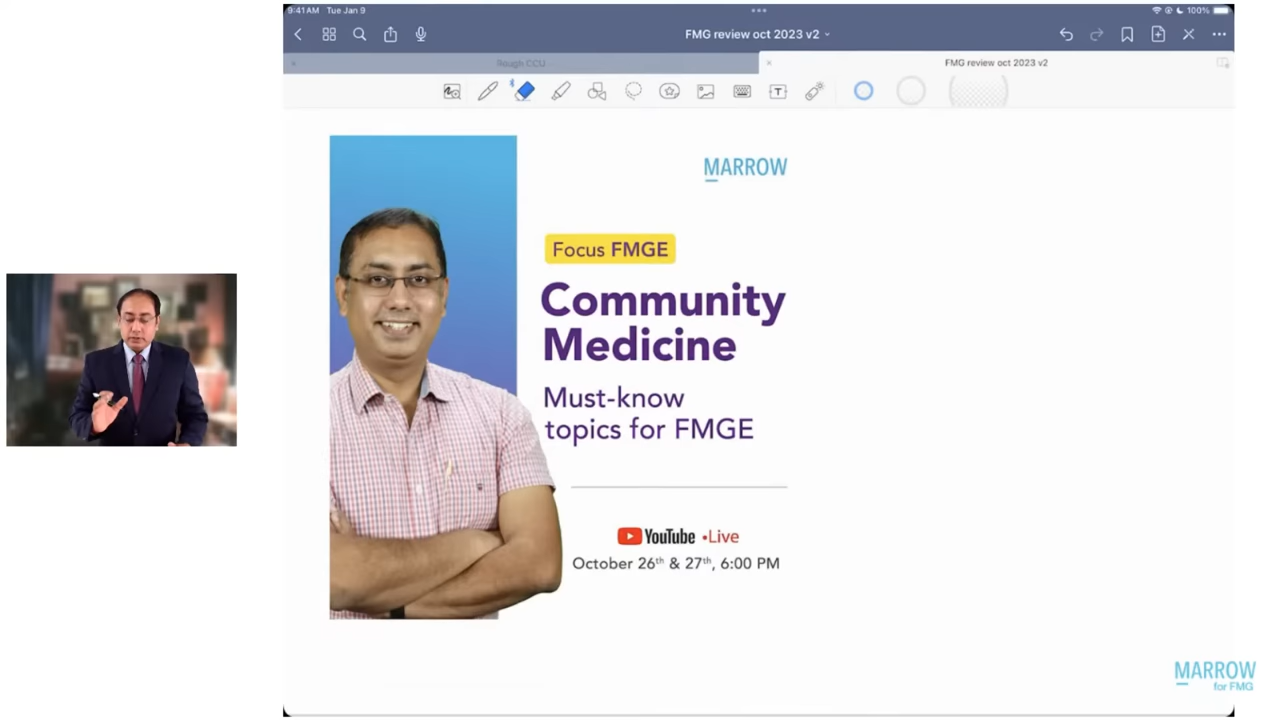 9:41 AM Tue Jan 9
100%
FMG review oct 2023 v2
Rough CCU
FMG review oct 2023 v2
T
MARROW
Focus FMGE
Community
Medicine
Must-know
topics for FMGE
YouTube •Live
October 26th & 27th, 6:00 PM
MARROW
for FMG